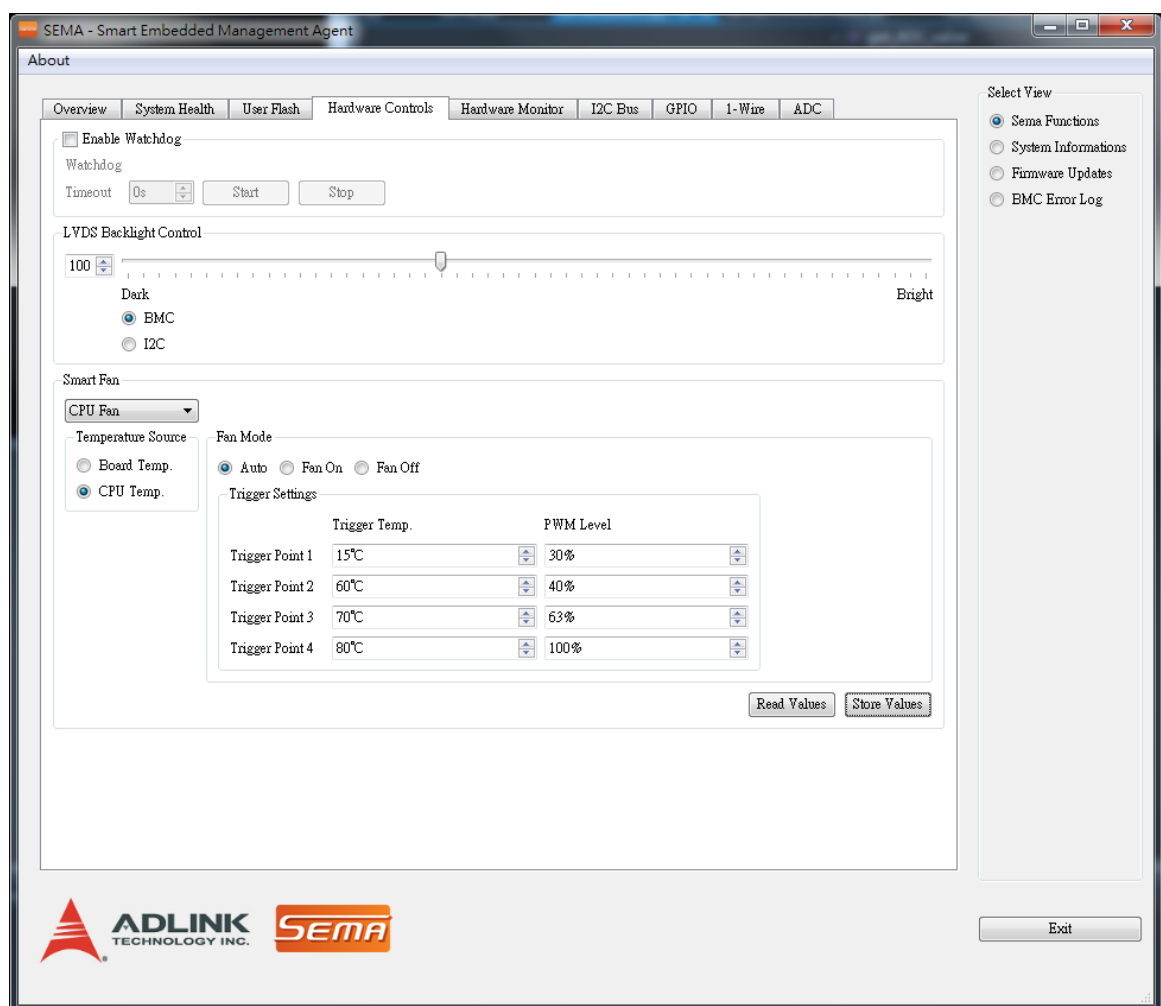 SEMA - Smart Embedded Management Agent
About
Overview System Health User Flash Hardware Controls Hardware Monitor I2C Bus GPIO 1-Wire ADC
Enable Watchdog
Watchdog
Timeout 0s Start Stop
LVDS Backlight Control
100
Dark Bright
BMC
I2C
Smart Fan
CPU Fan
Temperature Source
Board Temp.
CPU Temp.
Fan Mode
Auto Fan On Fan Off
Trigger Settings
Trigger Temp. PWM Level
Trigger Point 1 15°C 30%
Trigger Point 2 60°C 40%
Trigger Point 3 70°C 63%
Trigger Point 4 80°C 100%
Read Values Store Values
Select View
Sema Functions
System Informations
Firmware Updates
BMC Error Log
ADLINK
TECHNOLOGY INC.
SEMA
Exit